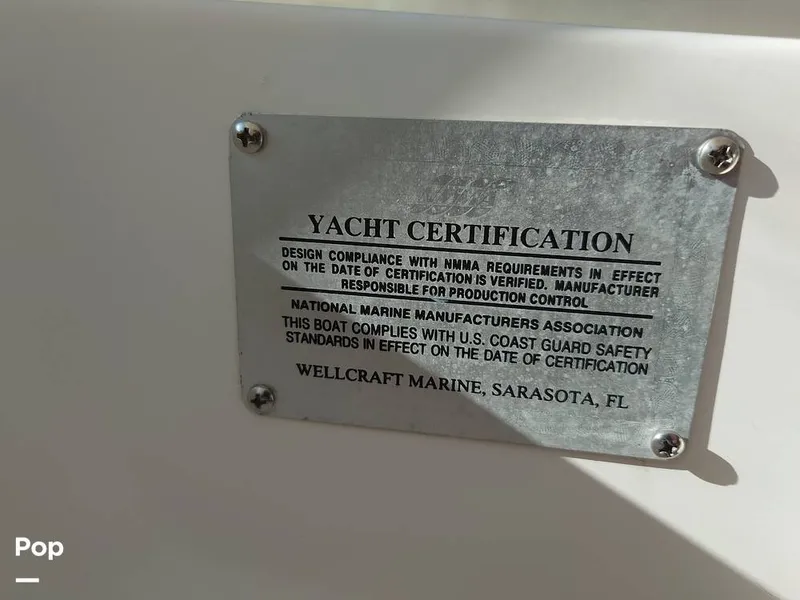 YACHT CERTIFICATION
DESIGN COMPLIANCE WITH NMMA REQUIREMENTS IN EFFECT
ON THE DATE OF CERTIFICATION IS VERIFIED. MANUFACTURER
RESPONSIBLE FOR PRODUCTION CONTROL
NATIONAL MARINE MANUFACTURERS ASSOCIATION
THIS BOAT COMPLIES WITH U.S. COAST GUARD SAFETY
STANDARDS IN EFFECT ON THE DATE OF CERTIFICATION
WELLCRAFT MARINE, SARASOTA, FL
Pop